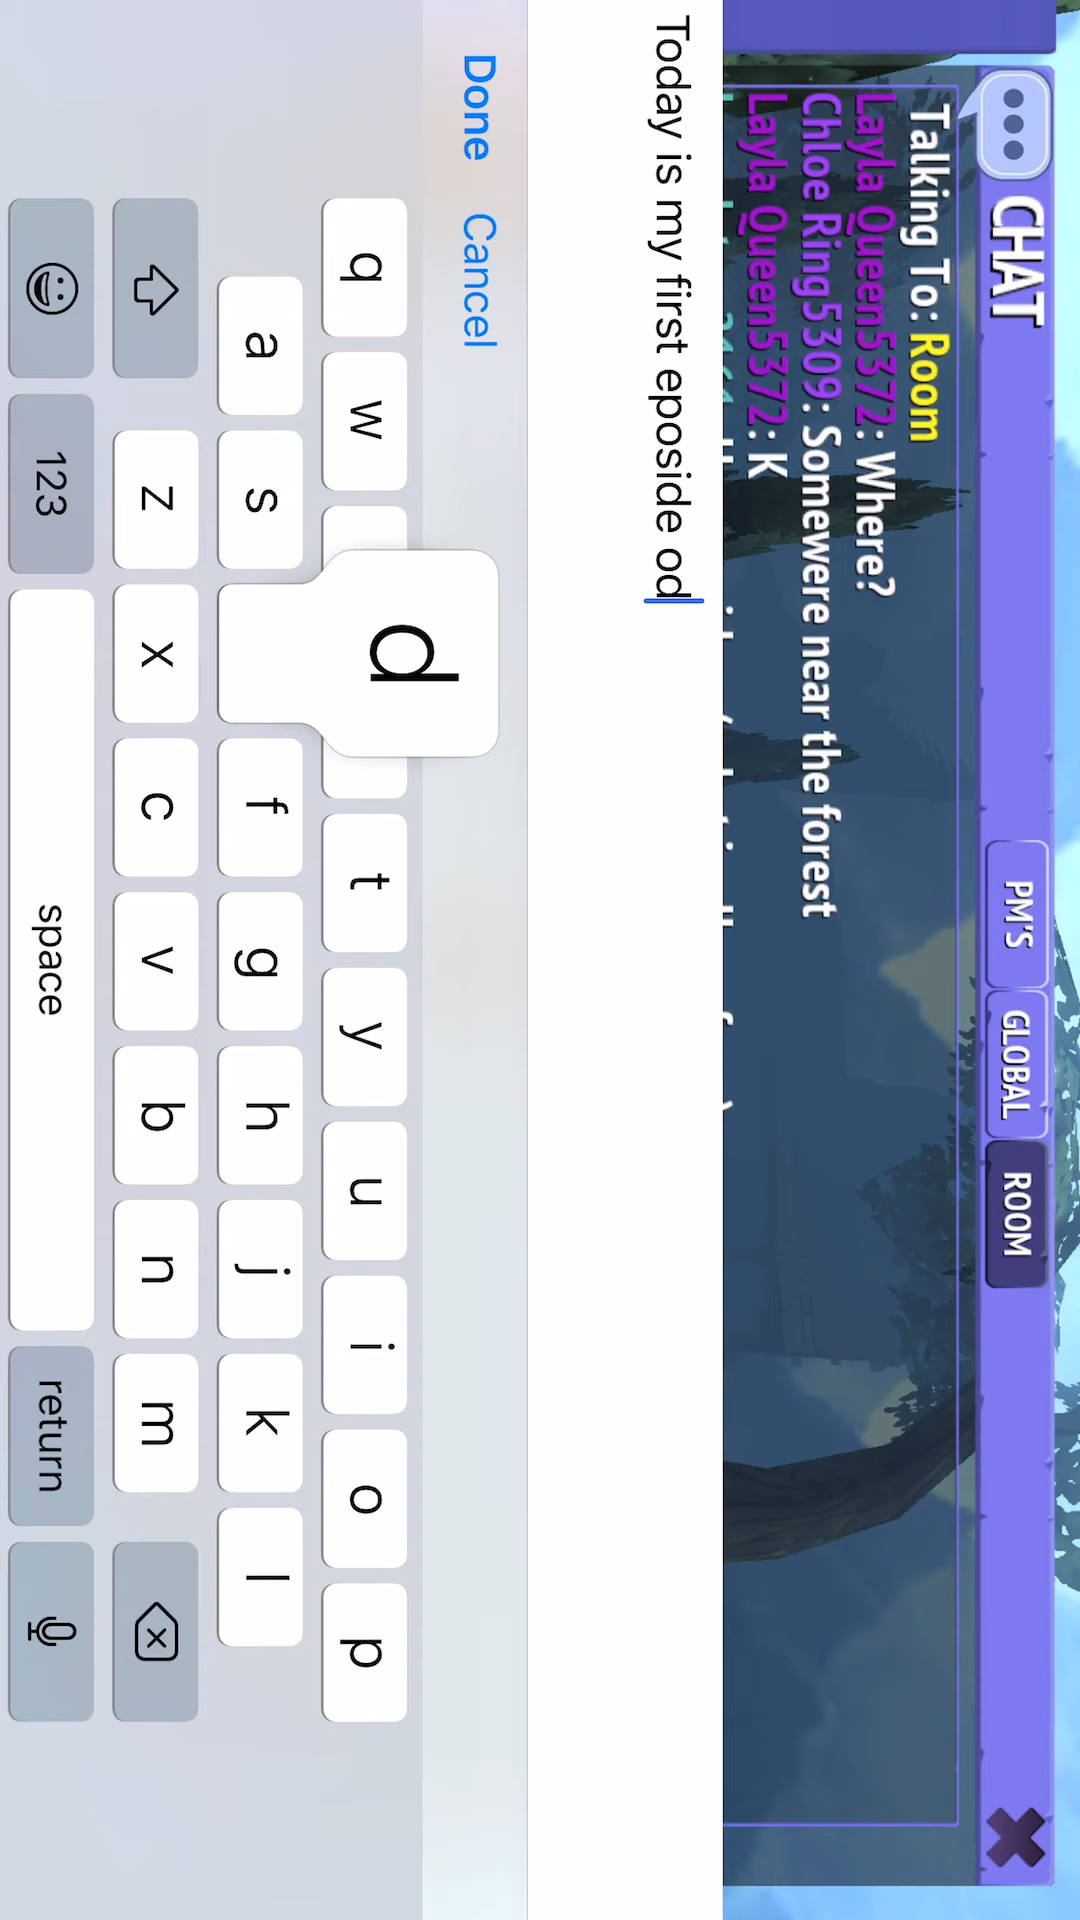 CHAT
PM'S
GLOBAL
ROOM
Talking To: Room
Layla Queen5372: Where?
Chloe Ring5309: Somewere near the forest
Layla Queen5372: K
Today is my first eposide od
Done Cancel
q w t y u i o p
a s d f g h j k l
z x c v b n m
123 space return